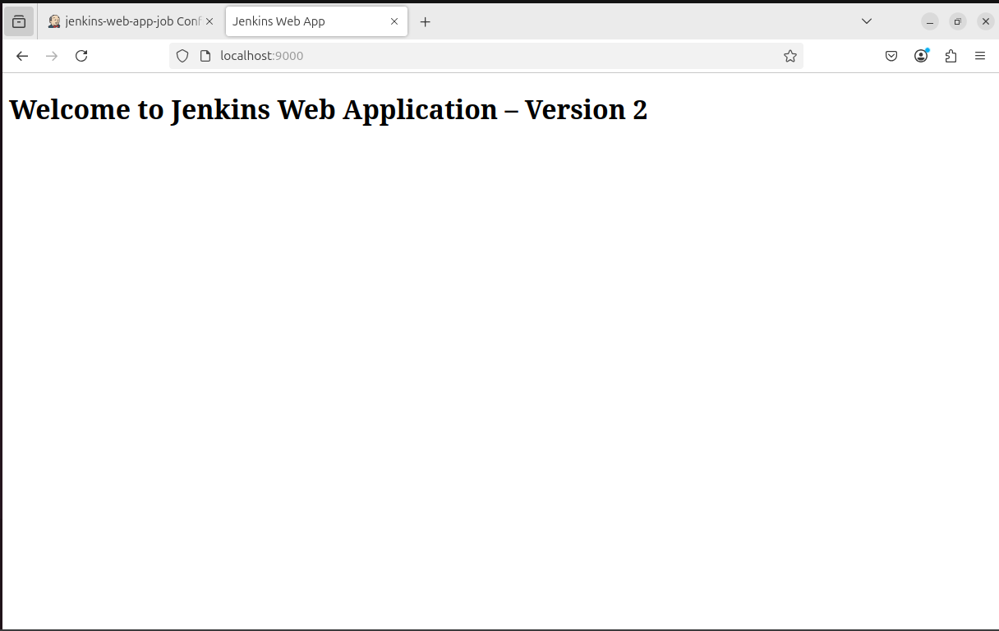 jenkins-web-app-job Conf
Jenkins Web App
localhost:9000
Welcome to Jenkins Web Application – Version 2